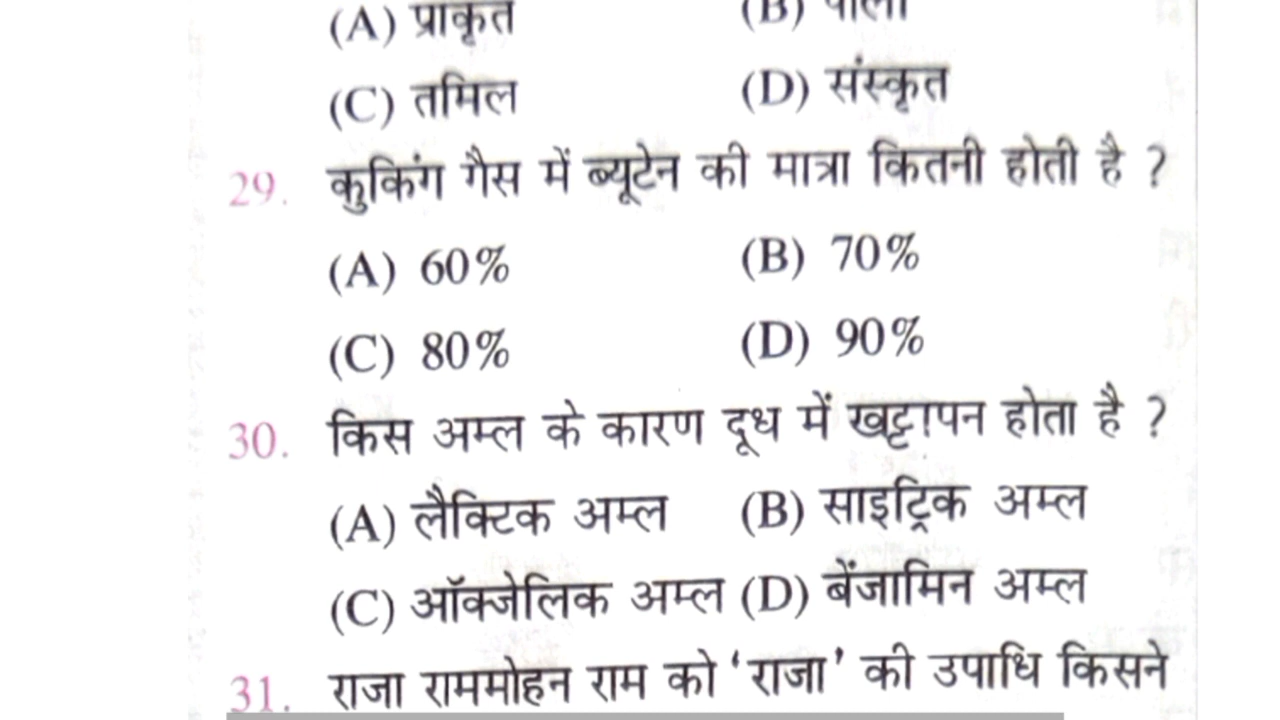 (A) प्राकृत (B) पाली
(C) तमिल (D) संस्कृत
29. कुकिंग गैस में ब्यूटेन की मात्रा कितनी होती है ?
(A) 60% (B) 70%
(C) 80% (D) 90%
30. किस अम्ल के कारण दूध में खट्टापन होता है ?
(A) लैक्टिक अम्ल (B) साइट्रिक अम्ल
(C) ऑक्जेलिक अम्ल (D) बेंजामिन अम्ल
31. राजा राममोहन राम को ‘राजा’ की उपाधि किसने